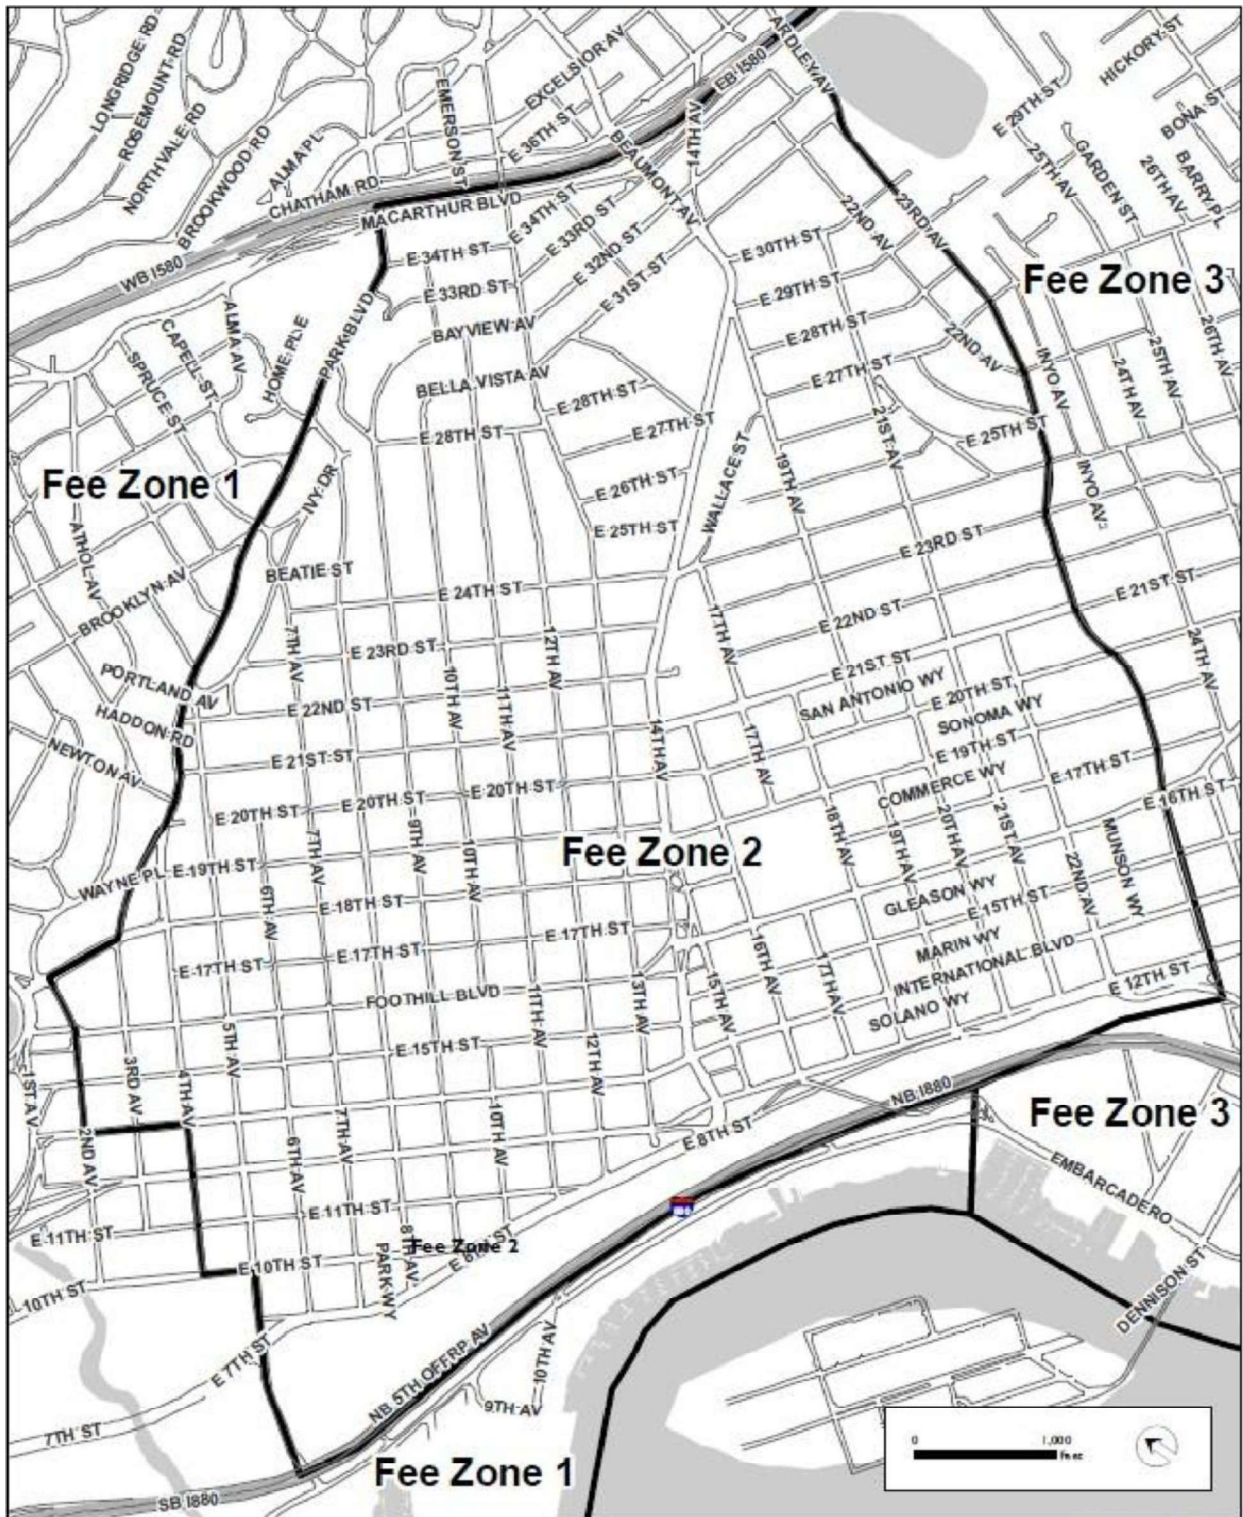 LONGRIDGE RD
ROSEMOUNT RD
NORTHVALE RD
BROOKWOOD RD
ALMA PL
CHATHAM RD
EMERSON ST
EXCELSIOR AV
E 36TH ST
BEAUMONT AV
14TH AV
EB I580
ARDLEY AV
HICKORY ST
E 29TH ST
BONA ST
25TH AV
GARDEN ST
26TH AV
BARRY PL
MACARTHUR BLVD
WB I580
E 34TH ST
E 34TH ST
E 33RD ST
E 32ND ST
E 31ST ST
E 33RD ST
22ND AV
23RD AV
E 30TH ST
E 29TH ST
E 28TH ST
E 27TH ST
22ND AV
Fee Zone 3
ALMA AV
CAPELL ST
SPRUCE ST
PARK BLVD
BAYVIEW AV
BELLA VISTA AV
E 28TH ST
E 28TH ST
E 27TH ST
E 26TH ST
E 25TH ST
WALLACE ST
19TH AV
21ST AV
E 25TH ST
INYO AV
24TH AV
25TH AV
26TH AV
INYO AV
Fee Zone 1
IVY DR
ATHOL AV
BROOKLYN AV
BEATIE ST
E 24TH ST
E 23RD ST
E 23RD ST
E 22ND ST
E 21ST ST
E 21ST ST
24TH AV
PORTLAND AV
HADDON RD
NEWTON AV
7TH AV
E 22ND ST
E 21ST ST
10TH AV
11TH AV
12TH AV
14TH AV
17TH AV
17TH AV
SAN ANTONIO WY
E 20TH ST
SONOMA WY
E 19TH ST
COMMERCE WY
E 17TH ST
E 16TH ST
E 20TH ST
E 20TH ST
E 20TH ST
WAYNE PL
E 19TH ST
7TH AV
9TH AV
10TH AV
Fee Zone 2
18TH AV
19TH AV
20TH AV
21ST AV
22ND AV
MUNSON WY
6TH AV
E 18TH ST
GLEASON WY
E 15TH ST
MARIN WY
INTERNATIONAL BLVD
E 12TH ST
SOLANO WY
E 17TH ST
E 17TH ST
E 17TH ST
FOOTHILL BLVD
11TH AV
13TH AV
15TH AV
16TH AV
17TH AV
1ST AV
3RD AV
4TH AV
5TH AV
E 15TH ST
12TH AV
2ND AV
6TH AV
7TH AV
10TH AV
E 8TH ST
NB I880
Fee Zone 3
EMBARCADERO
DENNISON ST
E 11TH ST
E 11TH ST
8TH AV
Fee Zone 2
E 10TH ST
10TH ST
PARK WY
E 7TH ST
7TH ST
NB 5TH OFFRP AV
10TH AV
9TH AV
SB I880
Fee Zone 1
0
1,000
Feet